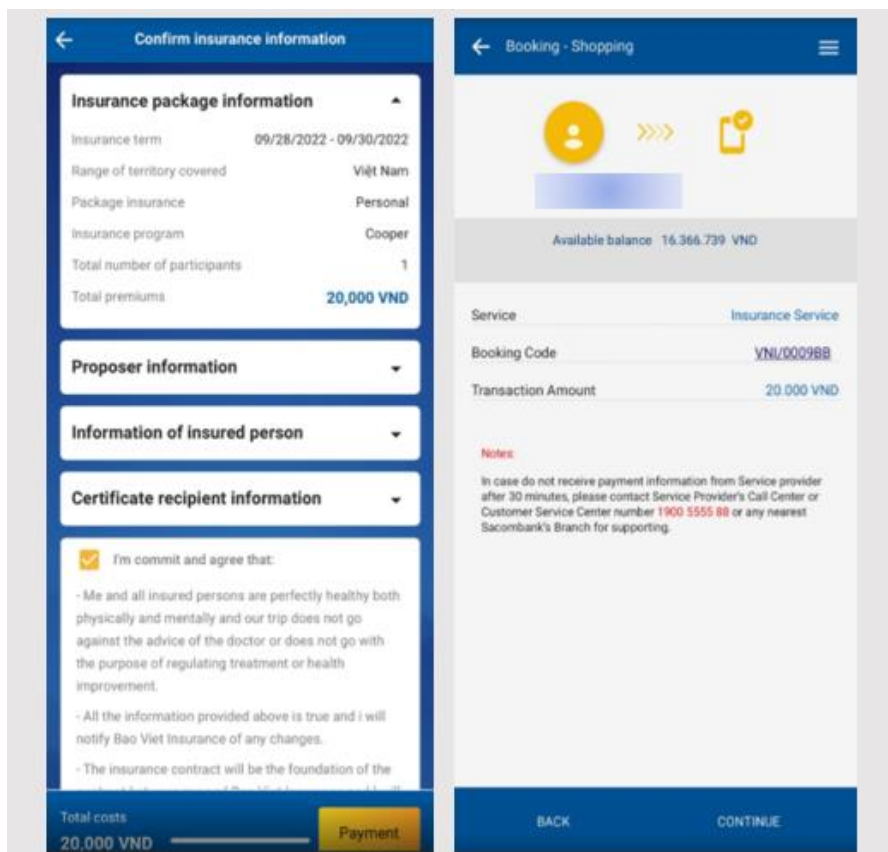 Confirm insurance information
Insurance package information
Insurance term 09/28/2022 - 09/30/2022
Range of territory covered Việt Nam
Package insurance Personal
Insurance program Cooper
Total number of participants 1
Total premiums 20,000 VND
Proposer information
Information of insured person
Certificate recipient information
I'm commit and agree that:
- Me and all insured persons are perfectly healthy both
physically and mentally and our trip does not go
against the advice of the doctor or does not go with
the purpose of regulating treatment or health
improvement.
- All the information provided above is true and i will
notify Bao Viet Insurance of any changes.
- The insurance contract will be the foundation of the
Total costs
20,000 VND
Payment
Booking - Shopping
Available balance 16.366.739 VND
Service Insurance Service
Booking Code VNI/0009BB
Transaction Amount 20.000 VND
Notes:
In case do not receive payment information from Service provider
after 30 minutes, please contact Service Provider's Call Center or
Customer Service Center number 1900 5555 88 or any nearest
Sacombank's Branch for supporting.
BACK CONTINUE